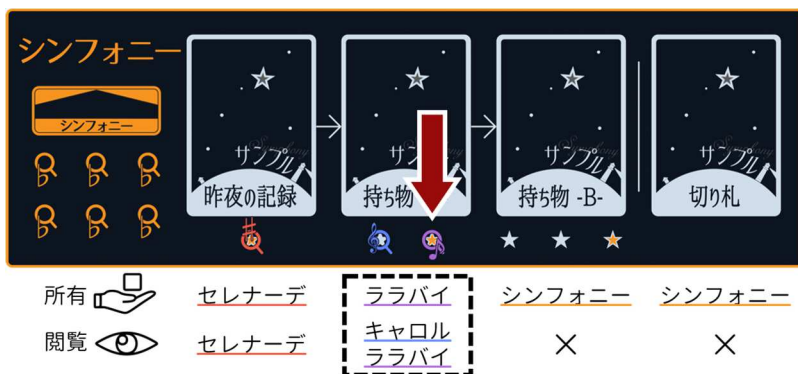 シンフォニー
シンフォニー
サンプル
昨夜の記録
サンプル
持ち物
サンプル
持ち物 -B-
サンプル
切り札
所有 セレナーデ ララバイ シンフォニー シンフォニー
閲覧 セレナーデ キャロル × ×
ララバイ